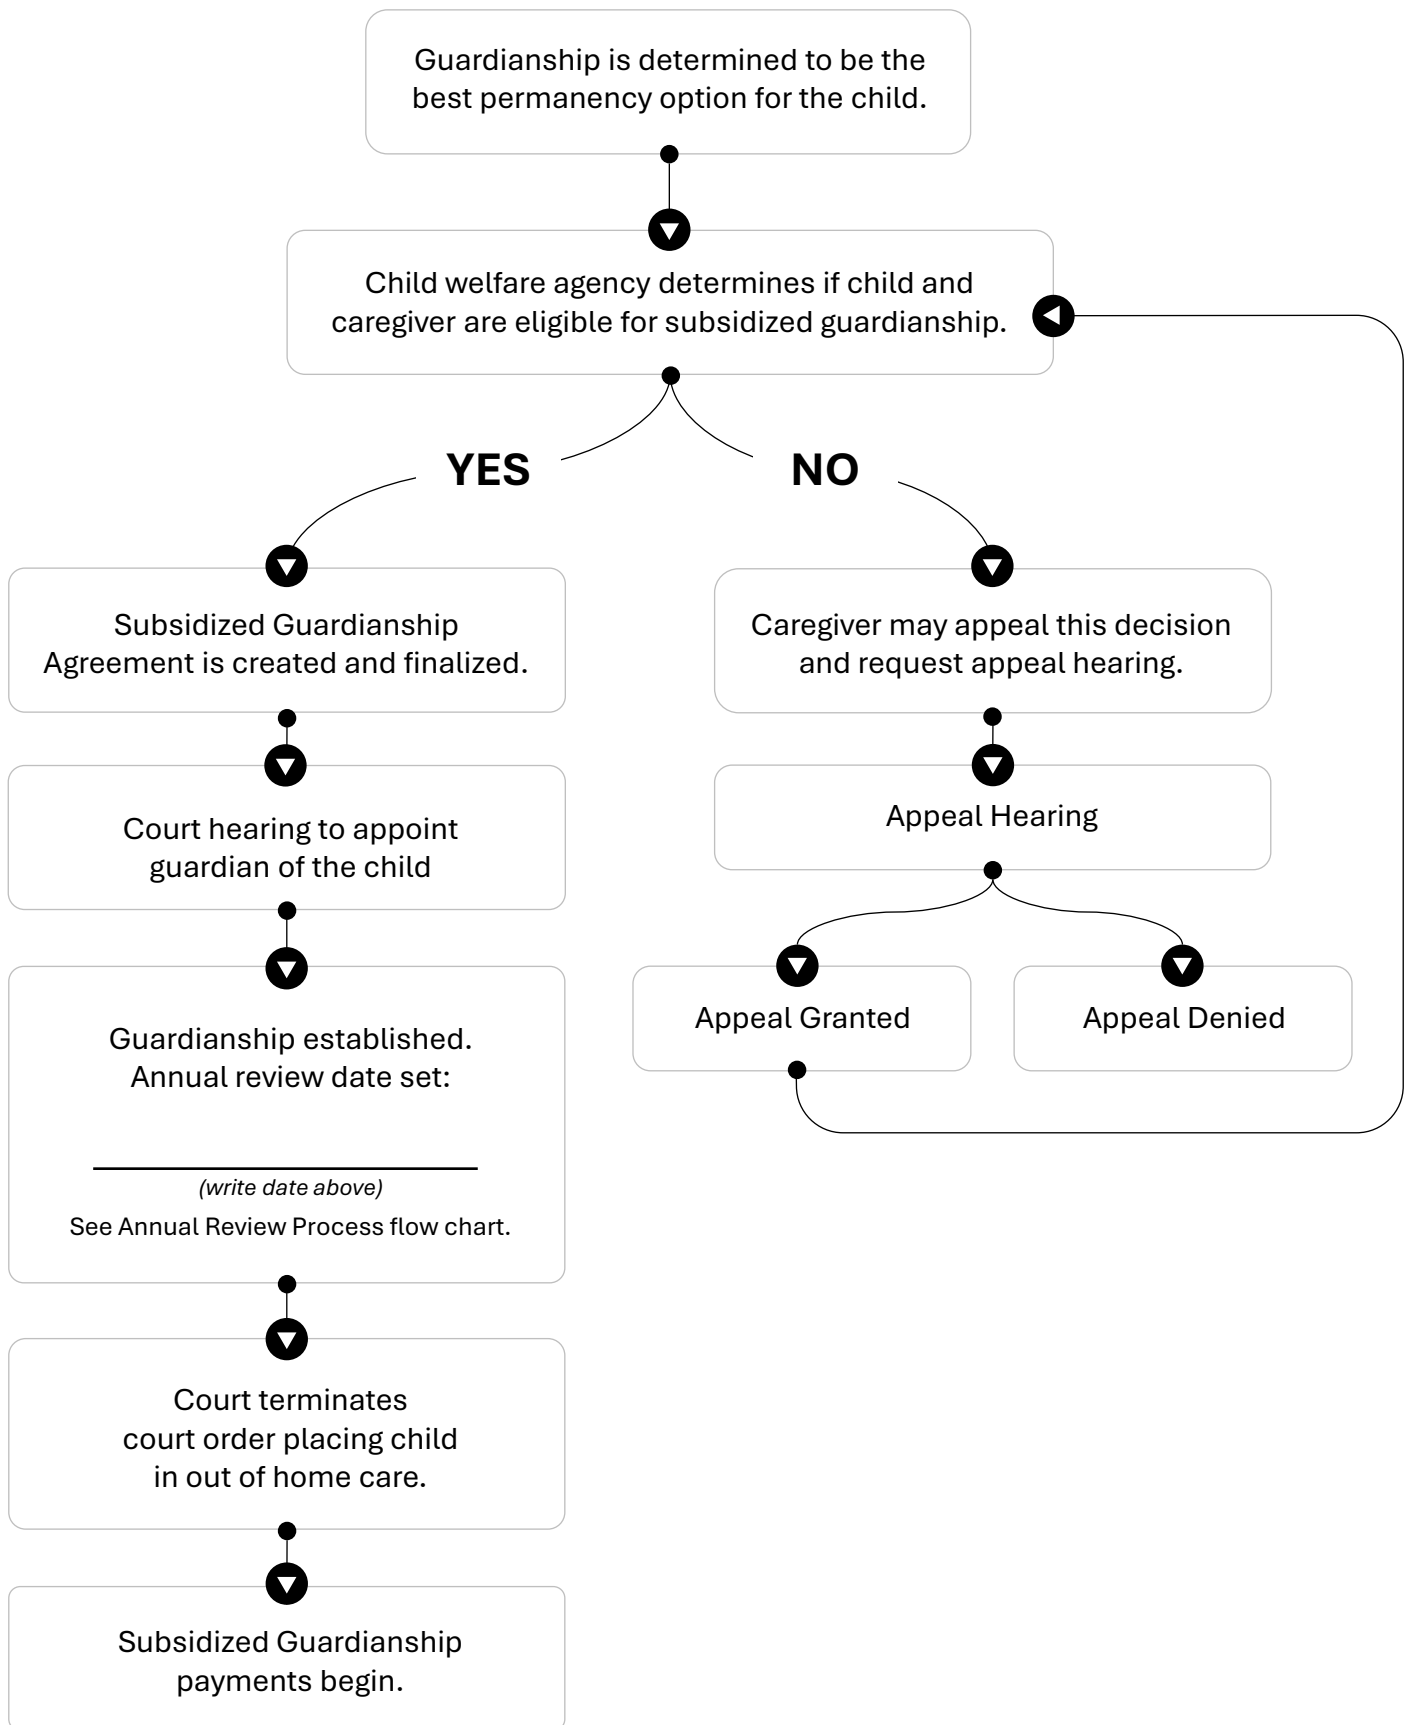 Guardianship is determined to be the
best permanency option for the child.
Child welfare agency determines if child and
caregiver are eligible for subsidized guardianship.
YES
NO
Subsidized Guardianship
Agreement is created and finalized.
Caregiver may appeal this decision
and request appeal hearing.
Court hearing to appoint
guardian of the child
Appeal Hearing
Appeal Granted
Appeal Denied
Guardianship established.
Annual review date set:
(write date above)
See Annual Review Process flow chart.
Court terminates
court order placing child
in out of home care.
Subsidized Guardianship
payments begin.